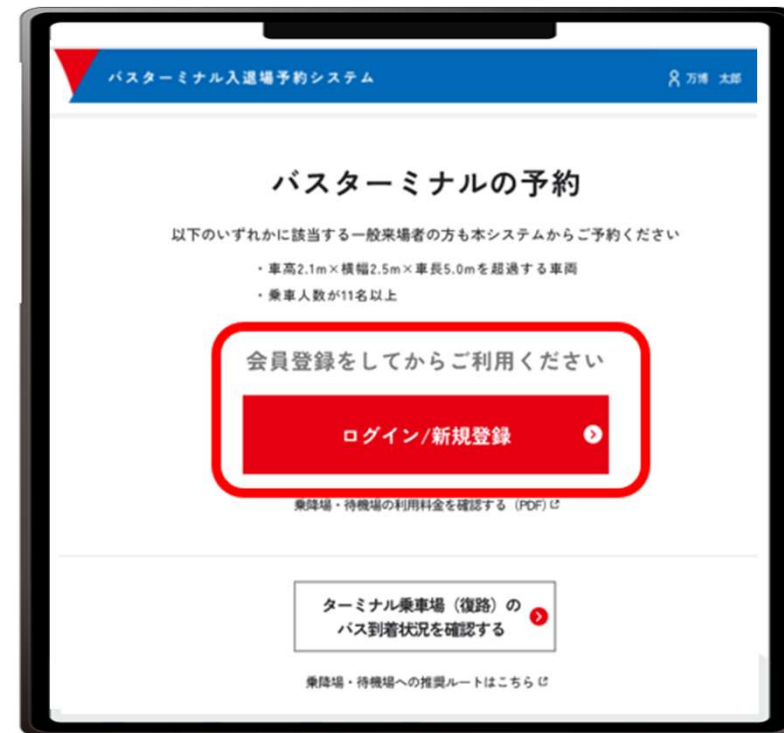 バスターミナル入退場予約システム
万博 太郎
バスターミナルの予約
以下のいずれかに該当する一般来場者の方も本システムからご予約ください
・車高2.1m×横幅2.5m×車長5.0mを超過する車両
・乗車人数が11名以上
会員登録をしてからご利用ください
ログイン/新規登録
乗降場・待機場の利用料金を確認する（PDF）
ターミナル乗車場（復路）の
バス到着状況を確認する
乗降場・待機場への推奨ルートはこちら